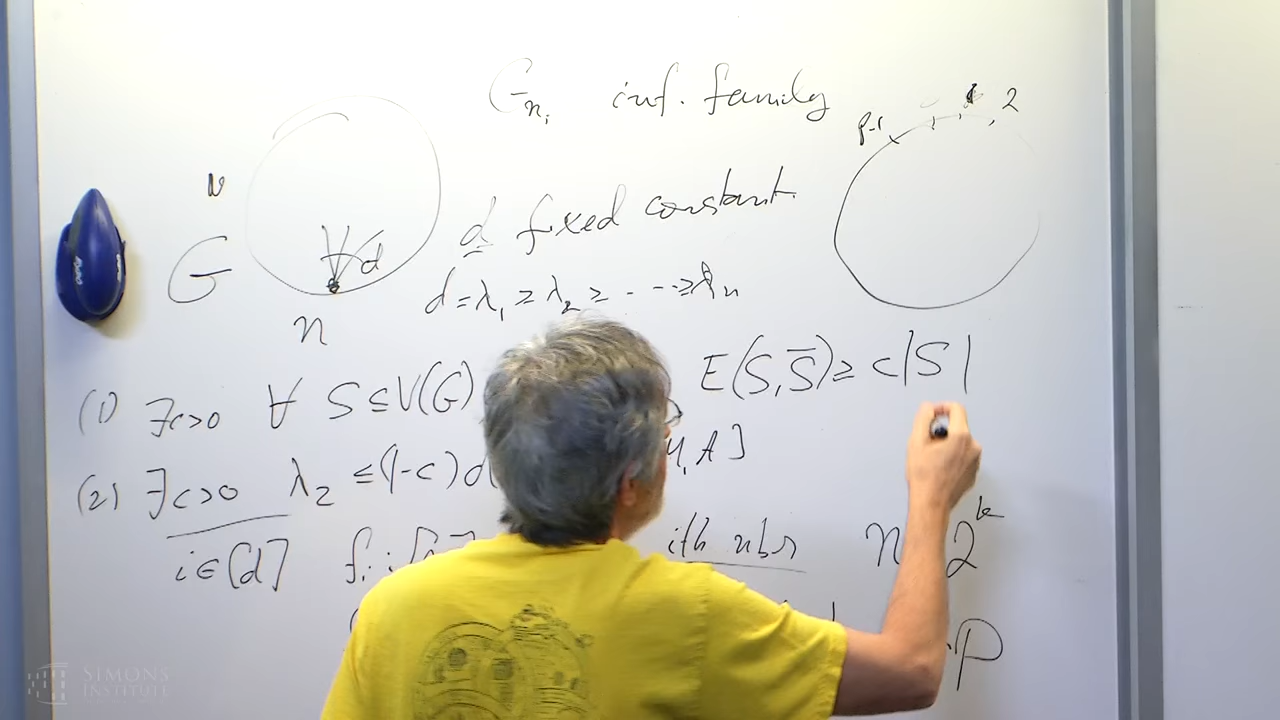 G_{n_i} inf. family
p-1 1 2
N
d fixed constant.
G d
d = λ_1 ≥ λ_2 ≥ ... ≥ λ_n
n
(1) ∃c>0 ∀ S ⊆ V(G) E(S, S̄) ≥ c|S|
(2) ∃c>0 λ_2 ≤ (1-c)d , A]
i ∈ [d] f_i : ith nbr n 2^k
P
SIMONS
INSTITUTE